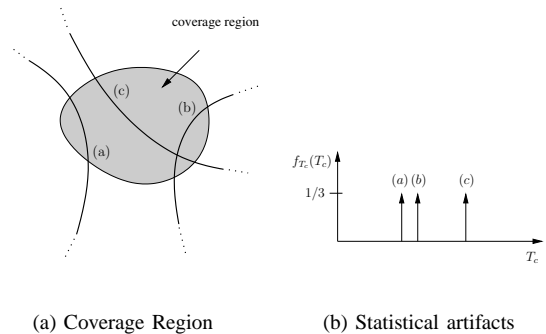 coverage region
(c)
(b)
(a)
f_{T_c}(T_c)
(a) (b) (c)
1/3
T_c
(a) Coverage Region
(b) Statistical artifacts